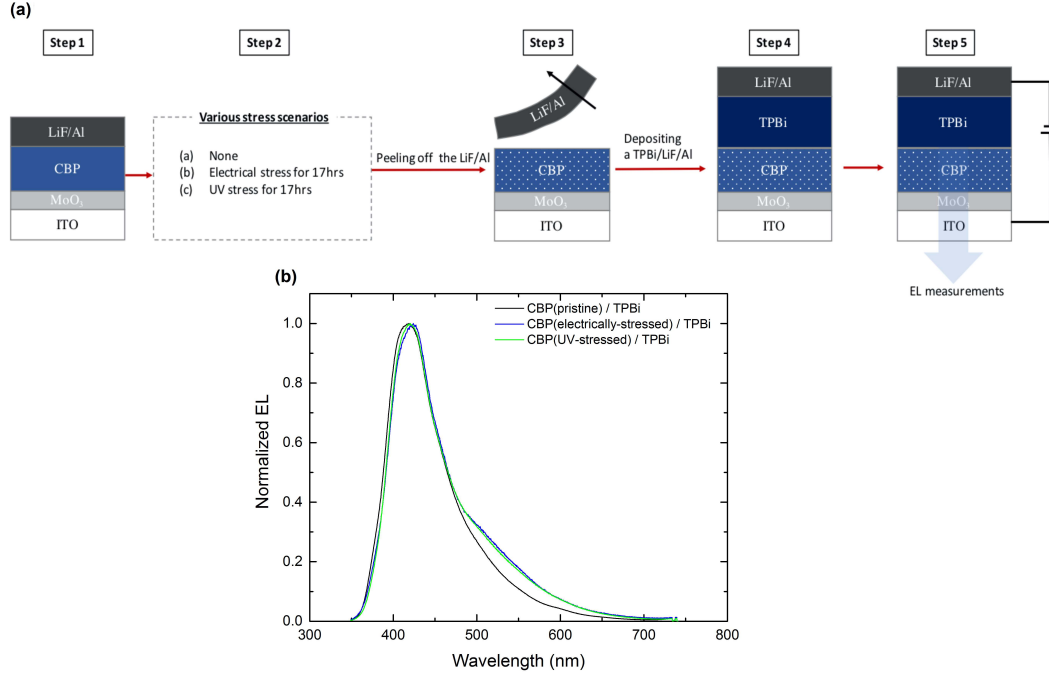 (a)
Step 1
Step 2
Step 3
Step 4
Step 5
LiF/Al
CBP
MoO₃
ITO
Various stress scenarios
(a) None
(b) Electrical stress for 17hrs
(c) UV stress for 17hrs
Peeling off the LiF/Al
LiF/Al
CBP
MoO₃
ITO
Depositing
a TPBi/LiF/Al
LiF/Al
TPBi
CBP
MoO₃
ITO
LiF/Al
TPBi
CBP
MoO₃
ITO
EL measurements
(b)
CBP(pristine) / TPBi
CBP(electrically-stressed) / TPBi
CBP(UV-stressed) / TPBi
Normalized EL
1.0
0.8
0.6
0.4
0.2
0.0
300 400 500 600 700 800
Wavelength (nm)